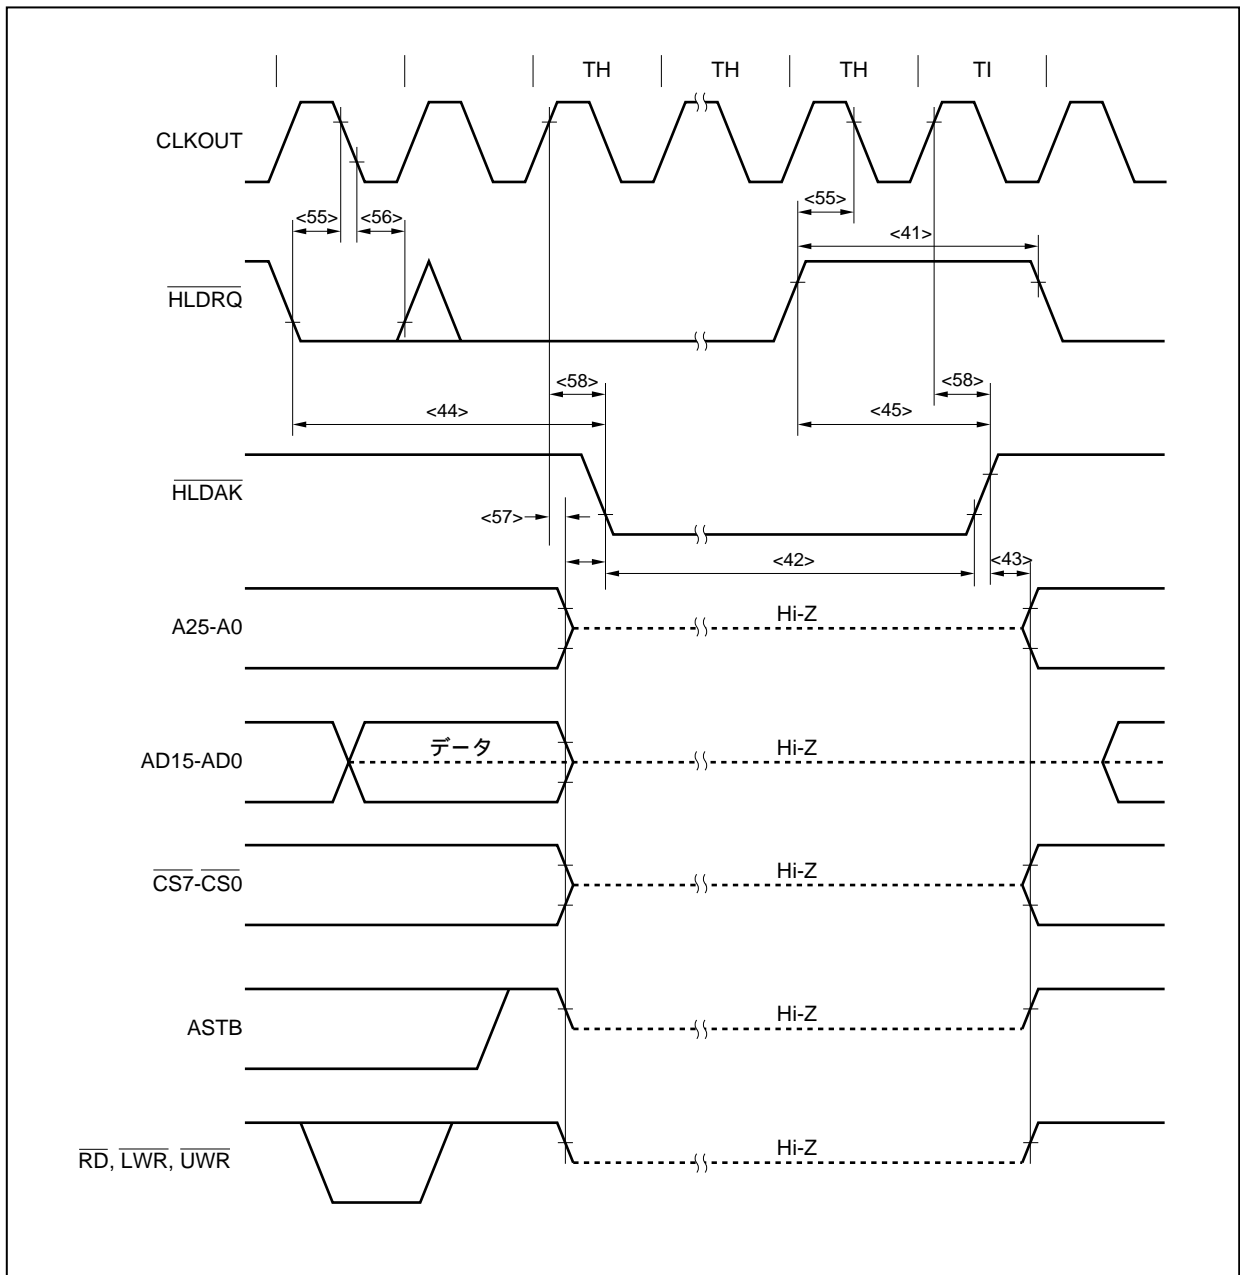 TH TH TH TI
CLKOUT
<55> <56> <55>
<41>
HLDRQ
<58> <58>
<44> <45>
HLDAK
<57>
<42> <43>
A25-A0 Hi-Z
AD15-AD0 データ Hi-Z
CS7-CS0 Hi-Z
ASTB Hi-Z
RD, LWR, UWR Hi-Z